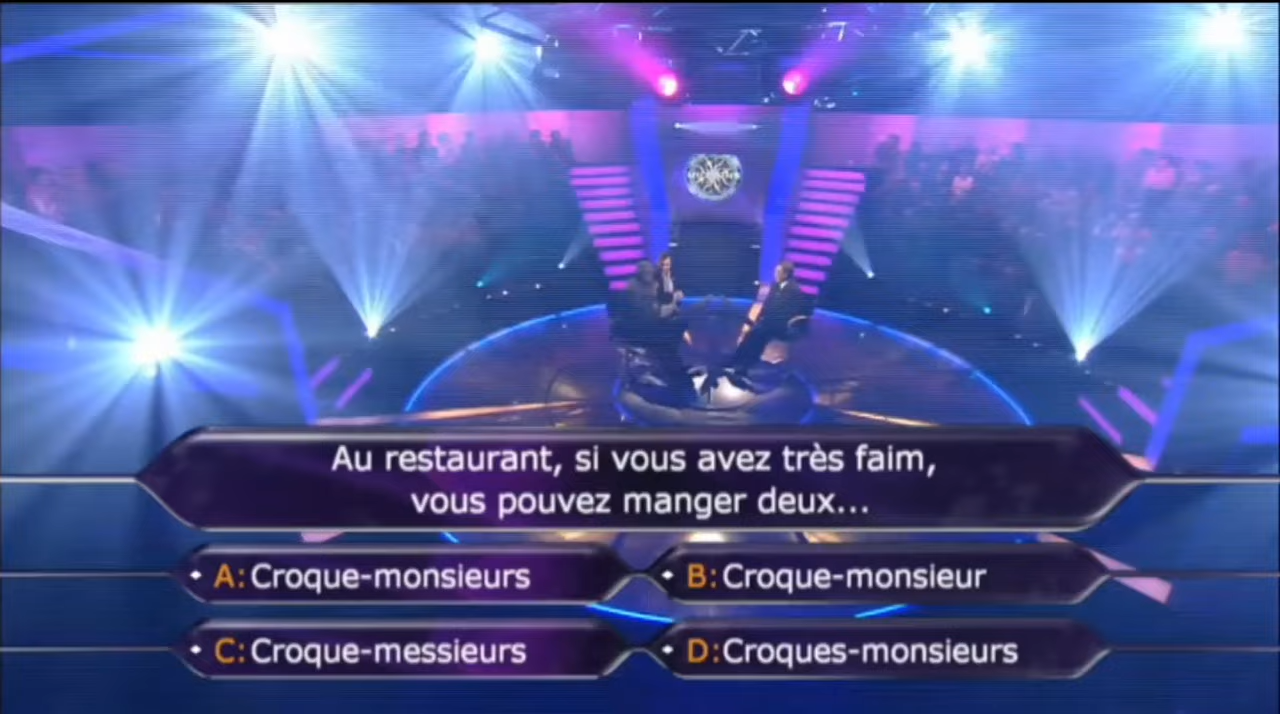 Au restaurant, si vous avez très faim,
vous pouvez manger deux...
A: Croque-monsieurs
B: Croque-monsieur
C: Croque-messieurs
D: Croques-monsieurs